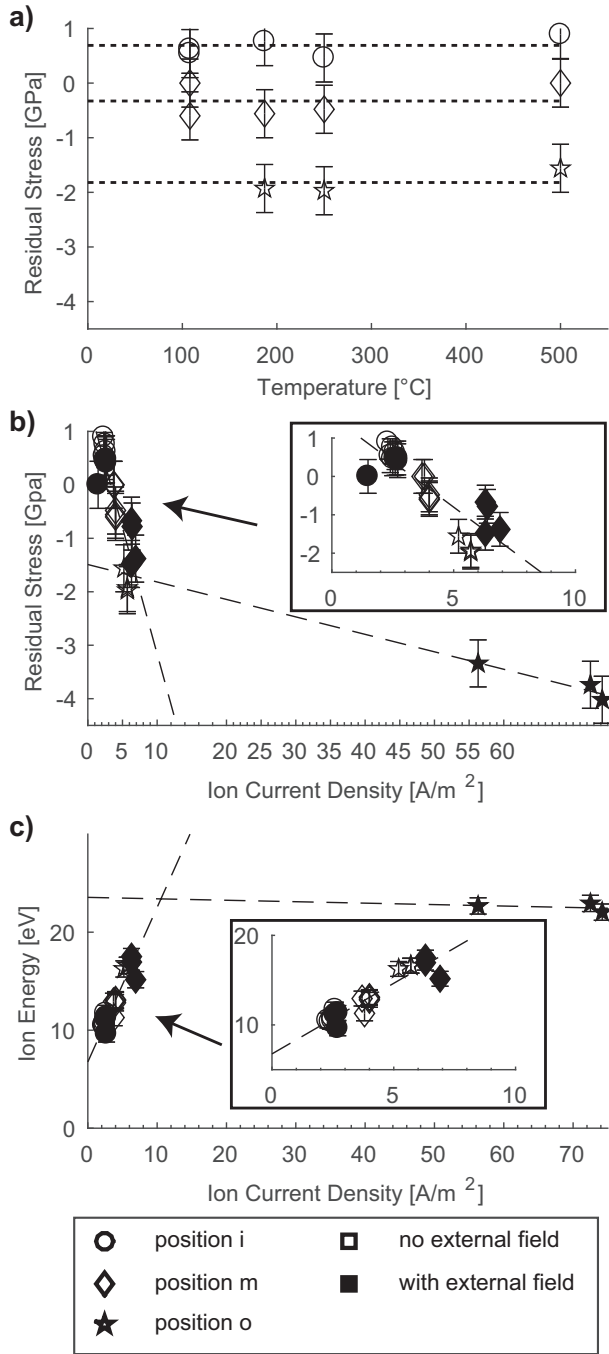 a)
Residual Stress [GPa]
1
0
-1
-2
-3
-4
0 100 200 300 400 500
Temperature [°C]
b)
Residual Stress [Gpa]
1
0
-1
-2
-3
-4
1
0
-1
-2
0 5 10
0 5 10 20 25 30 35 40 45 50 55 60
Ion Current Density [A/m 2]
c)
Ion Energy [eV]
20
10
0
20
10
0 5 10
0 10 20 30 40 50 60 70
Ion Current Density [A/m 2]
position i no external field
position m with external field
position o